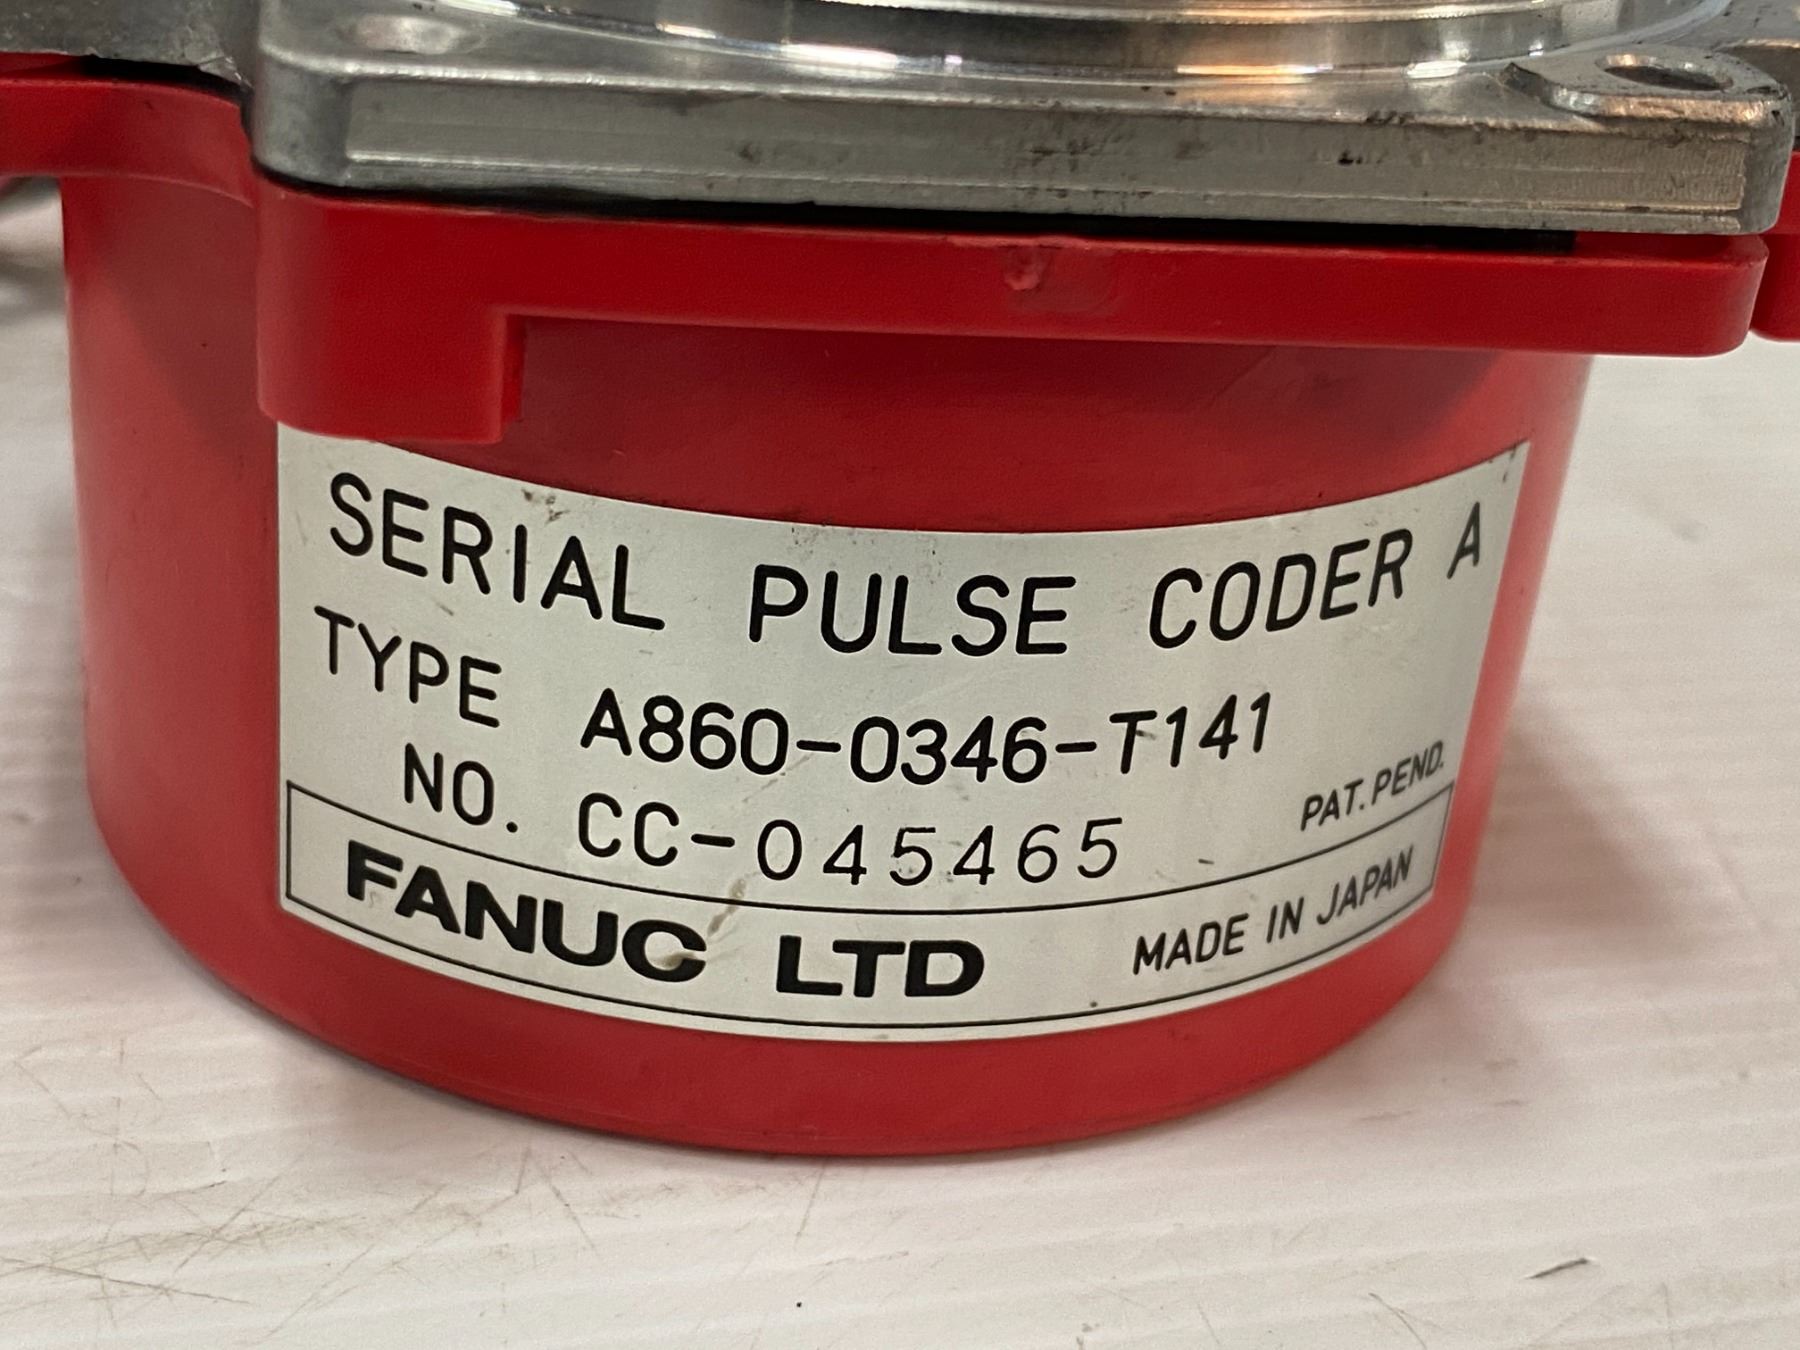 SERIAL PULSE CODER A
TYPE A860-0346-T141
NO. CC-045465
PAT. PEND.
FANUC LTD MADE IN JAPAN